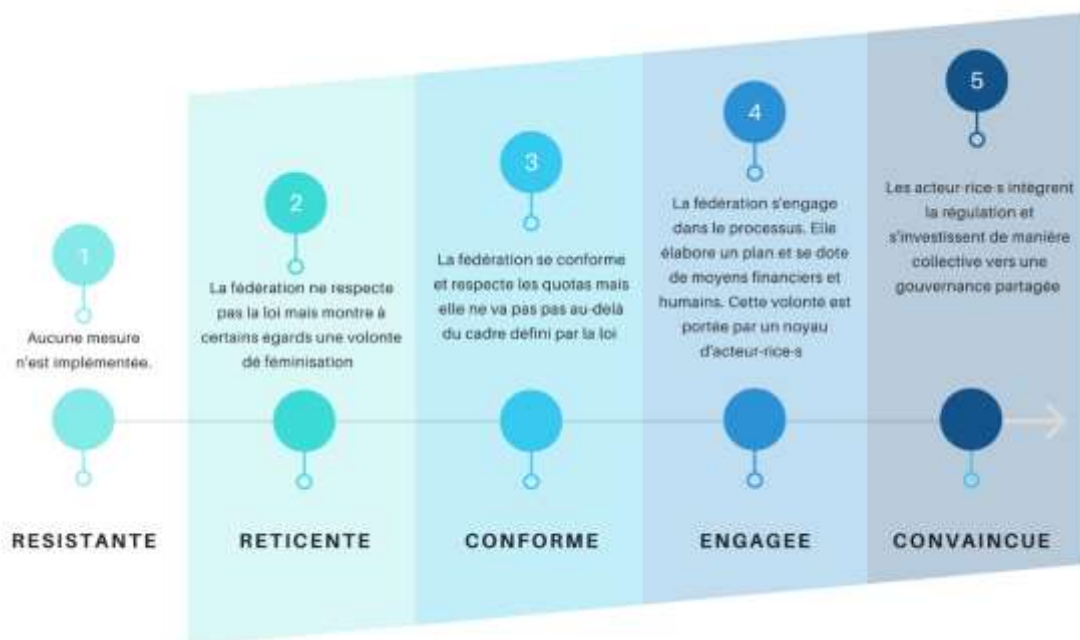 1
Aucune mesure
n'est implémentée.
RESISTANTE
2
La fédération ne respecte
pas la loi mais montre à
certains égards une volonté
de féminisation
RETICENTE
3
La fédération se conforme
et respecte les quotas mais
elle ne va pas pas au-delà
du cadre défini par la loi
CONFORME
4
La fédération s'engage
dans le processus. Elle
élabore un plan et se dote
de moyens financiers et
humains. Cette volonté est
portée par un noyau
d'acteur-rice-s
ENGAGEE
5
Les acteur·rice·s intègrent
la régulation et
s'investissent de manière
collective vers une
gouvernance partagée
CONVAINCUE